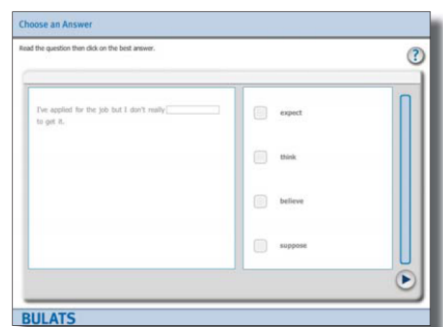 Choose an Answer
Read the question then click on the best answer.
?
I've applied for the job but I don't really
to get it.
expect
think
believe
suppose
BULATS